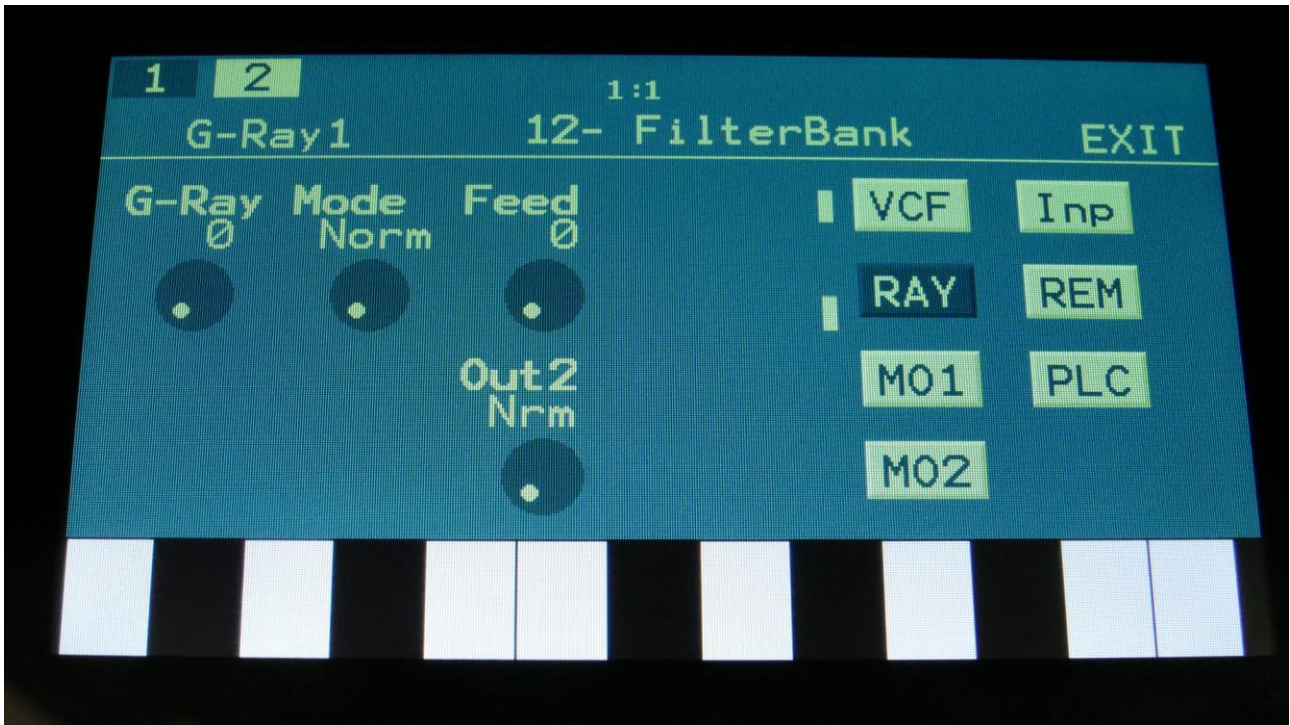 1 2 1:1
G-Ray1 12- FilterBank EXIT
G-Ray Mode Feed VCF Inp
0 Norm 0
RAY REM
Out2 MO1 PLC
Nrm
MO2